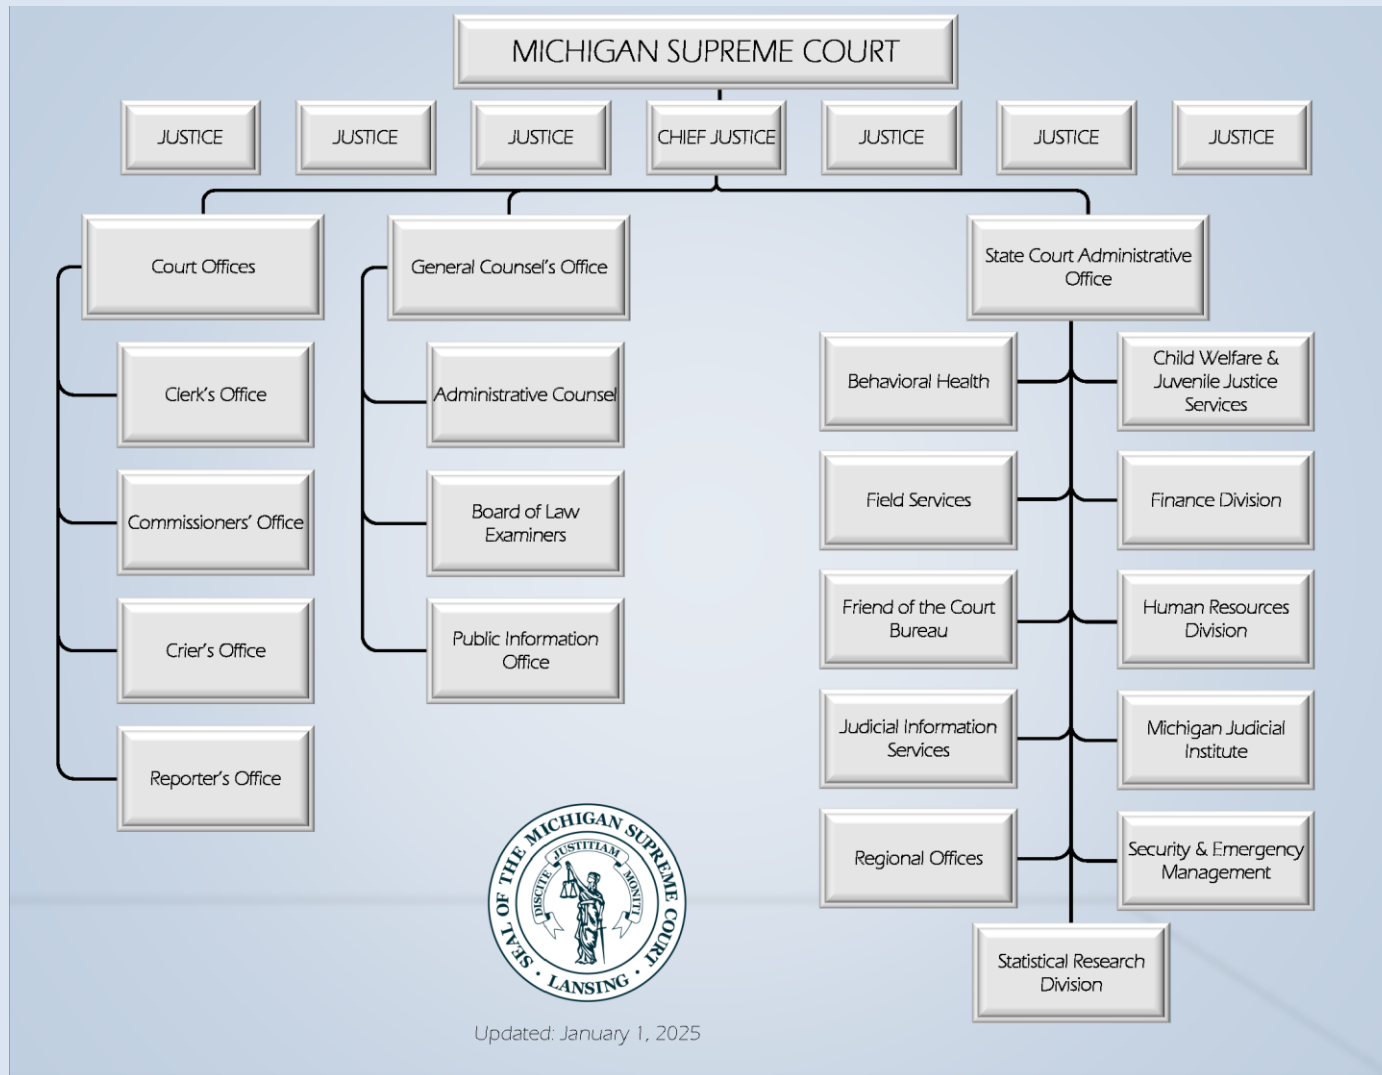 MICHIGAN SUPREME COURT
JUSTICE
JUSTICE
JUSTICE
CHIEF JUSTICE
JUSTICE
JUSTICE
JUSTICE
Court Offices
Clerk's Office
Commissioners' Office
Crier's Office
Reporter's Office
General Counsel's Office
Administrative Counsel
Board of Law
Examiners
Public Information
Office
State Court Administrative
Office
Behavioral Health
Child Welfare &
Juvenile Justice
Services
Field Services
Finance Division
Friend of the Court
Bureau
Human Resources
Division
Judicial Information
Services
Michigan Judicial
Institute
Regional Offices
Security & Emergency
Management
Statistical Research
Division
SEAL OF THE MICHIGAN SUPREME COURT
· LANSING ·
DISCITE JUSTITIAM MONITI
Updated: January 1, 2025